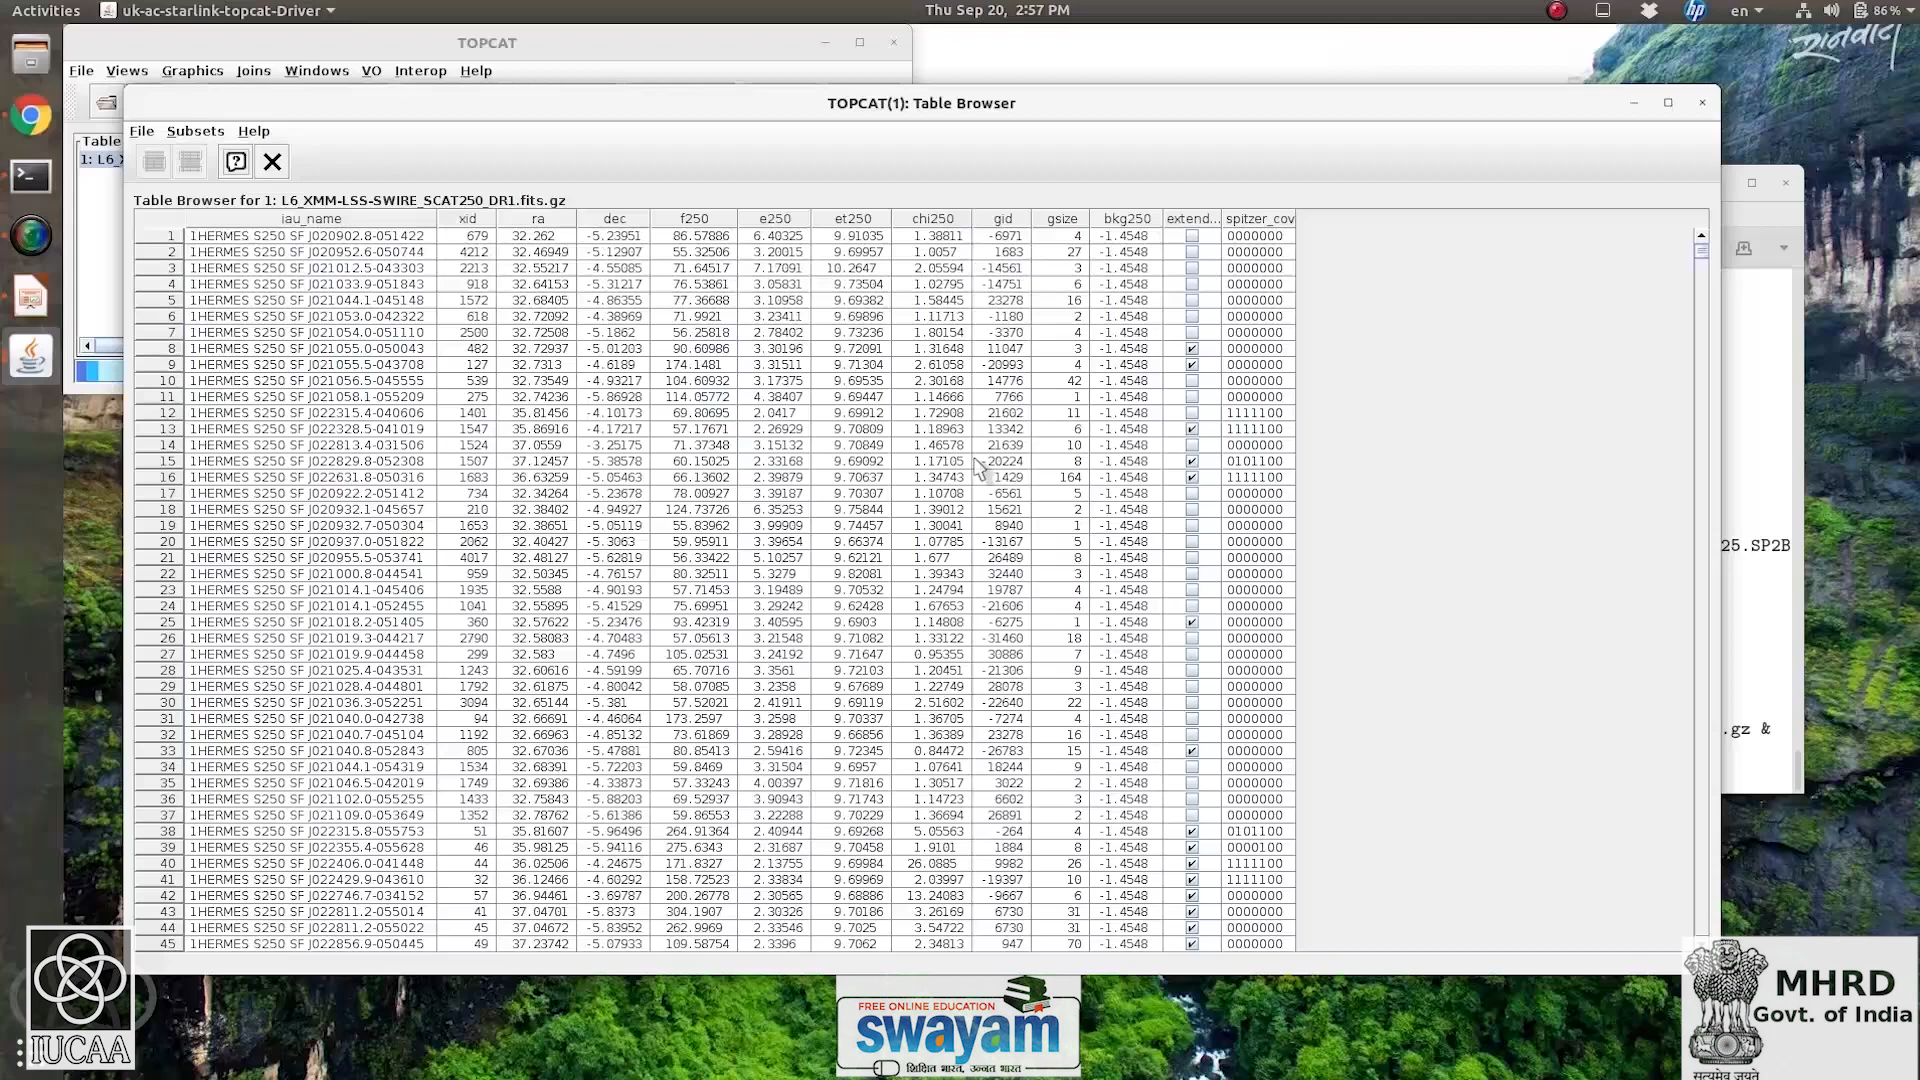 Activities uk-ac-starlink-topcat-Driver Thu Sep 20, 2:57 PM en 86%
TOPCAT
File Views Graphics Joins Windows VO Interop Help
TOPCAT(1): Table Browser
Table
1: L6_X
File Subsets Help
Table Browser for 1: L6_XMM-LSS-SWIRE_SCAT250_DR1.fits.gz
iau_name xid ra dec f250 e250 et250 chi250 gid gsize bkg250 extend... spitzer_cov
1 1HERMES S250 SF J020902.8-051422 679 32.262 -5.23951 86.57886 6.40325 9.91035 1.38811 -6971 4 -1.4548 0000000
2 1HERMES S250 SF J020952.6-050744 4212 32.46949 -5.12907 55.32506 3.20015 9.69957 1.0057 1683 27 -1.4548 0000000
3 1HERMES S250 SF J021012.5-043303 2213 32.55217 -4.55085 71.64517 7.17091 10.2647 2.05594 -14561 3 -1.4548 0000000
4 1HERMES S250 SF J021033.9-051843 918 32.64153 -5.31217 76.53861 3.05831 9.73504 1.02795 -14751 6 -1.4548 0000000
5 1HERMES S250 SF J021044.1-045148 1572 32.68405 -4.86355 77.36688 3.10958 9.69382 1.58445 23278 16 -1.4548 0000000
6 1HERMES S250 SF J021053.0-042322 618 32.72092 -4.38969 71.9921 3.23411 9.69896 1.11713 -1180 2 -1.4548 0000000
7 1HERMES S250 SF J021054.0-051110 2500 32.72508 -5.1862 56.25818 2.78402 9.73236 1.80154 -3370 4 -1.4548 0000000
8 1HERMES S250 SF J021055.0-050043 482 32.72937 -5.01203 90.60986 3.30196 9.72091 1.31648 11047 3 -1.4548 0000000
9 1HERMES S250 SF J021055.5-043708 127 32.7313 -4.6189 174.1481 3.31511 9.71304 2.61058 -20993 4 -1.4548 0000000
10 1HERMES S250 SF J021056.5-045555 539 32.73549 -4.93217 104.60932 3.17375 9.69535 2.30168 14776 42 -1.4548 0000000
11 1HERMES S250 SF J021058.1-055209 275 32.74236 -5.86928 114.05772 4.38407 9.69447 1.14666 7766 1 -1.4548 0000000
12 1HERMES S250 SF J022315.4-040606 1401 35.81456 -4.10173 69.80695 2.0417 9.69912 1.72908 21602 11 -1.4548 1111100
13 1HERMES S250 SF J022328.5-041019 1547 35.86916 -4.17217 57.17671 2.26929 9.70809 1.18963 13342 6 -1.4548 1111100
14 1HERMES S250 SF J022813.4-031506 1524 37.0559 -3.25175 71.37348 3.15132 9.70849 1.46578 21639 10 -1.4548 0000000
15 1HERMES S250 SF J022829.8-052308 1507 37.12457 -5.38578 60.15025 2.33168 9.69092 1.17105 -20224 8 -1.4548 0101100
16 1HERMES S250 SF J022631.8-050316 1683 36.63259 -5.05463 66.13602 2.39879 9.70637 1.34743 1429 164 -1.4548 1111100
17 1HERMES S250 SF J020922.2-051412 734 32.34264 -5.23678 78.00927 3.39187 9.70307 1.10708 -6561 5 -1.4548 0000000
18 1HERMES S250 SF J020932.1-045657 210 32.38402 -4.94927 124.73726 6.35253 9.75844 1.39012 15621 2 -1.4548 0000000
19 1HERMES S250 SF J020932.7-050304 1653 32.38651 -5.05119 55.83962 3.99909 9.74457 1.30041 8940 1 -1.4548 0000000
20 1HERMES S250 SF J020937.0-051822 2062 32.40427 -5.3063 59.95911 3.39654 9.66374 1.07785 -13167 5 -1.4548 0000000
21 1HERMES S250 SF J020955.5-053741 4017 32.48127 -5.62819 56.33422 5.10257 9.62121 1.677 26489 8 -1.4548 0000000
22 1HERMES S250 SF J021000.8-044541 959 32.50345 -4.76157 80.32511 5.3279 9.82081 1.39343 32440 3 -1.4548 0000000
23 1HERMES S250 SF J021014.1-045406 1935 32.5588 -4.90193 57.71453 3.19489 9.70532 1.24794 19787 4 -1.4548 0000000
24 1HERMES S250 SF J021014.1-052455 1041 32.55895 -5.41529 75.69951 3.29242 9.62428 1.67653 -21606 4 -1.4548 0000000
25 1HERMES S250 SF J021018.2-051405 360 32.57622 -5.23476 93.42319 3.40595 9.6903 1.14808 -6275 1 -1.4548 0000000
26 1HERMES S250 SF J021019.3-044217 2790 32.58083 -4.70483 57.05613 3.21548 9.71082 1.33122 -31460 18 -1.4548 0000000
27 1HERMES S250 SF J021019.9-044458 299 32.583 -4.7496 105.02531 3.24192 9.71647 0.95355 30886 7 -1.4548 0000000
28 1HERMES S250 SF J021025.4-043531 1243 32.60616 -4.59199 65.70716 3.3561 9.72103 1.20451 -21306 9 -1.4548 0000000
29 1HERMES S250 SF J021028.4-044801 1792 32.61875 -4.80042 58.07085 3.2358 9.67689 1.22749 28078 3 -1.4548 0000000
30 1HERMES S250 SF J021036.3-052251 3094 32.65144 -5.381 57.52021 2.41911 9.69119 2.51602 -22640 22 -1.4548 0000000
31 1HERMES S250 SF J021040.0-042738 94 32.66691 -4.46064 173.2597 3.2598 9.70337 1.36705 -7274 4 -1.4548 0000000
32 1HERMES S250 SF J021040.7-045104 1192 32.66963 -4.85132 73.61869 3.28928 9.66856 1.36389 23278 16 -1.4548 0000000
33 1HERMES S250 SF J021040.8-052843 805 32.67036 -5.47881 80.85413 2.59416 9.72345 0.84472 -26783 15 -1.4548 0000000
34 1HERMES S250 SF J021044.1-054319 1534 32.68391 -5.72203 59.8469 3.31504 9.6957 1.07641 18244 9 -1.4548 0000000
35 1HERMES S250 SF J021046.5-042019 1749 32.69386 -4.33873 57.33243 4.00397 9.71816 1.30517 3022 2 -1.4548 0000000
36 1HERMES S250 SF J021102.0-055255 1433 32.75843 -5.88203 69.52937 3.90943 9.71743 1.14723 6602 3 -1.4548 0000000
37 1HERMES S250 SF J021109.0-053649 1352 32.78762 -5.61386 59.86553 3.22288 9.70229 1.36694 26891 2 -1.4548 0000000
38 1HERMES S250 SF J022315.8-055753 51 35.81607 -5.96496 264.91364 2.40944 9.69268 5.05563 -264 4 -1.4548 0101100
39 1HERMES S250 SF J022355.4-055628 46 35.98125 -5.94116 275.6343 2.31687 9.70458 1.9101 1884 8 -1.4548 0000100
40 1HERMES S250 SF J022406.0-041448 44 36.02506 -4.24675 171.8327 2.13755 9.69984 26.0885 9982 26 -1.4548 1111100
41 1HERMES S250 SF J022429.9-043610 32 36.12466 -4.60292 158.72523 2.33834 9.69969 2.03997 -19397 10 -1.4548 1111100
42 1HERMES S250 SF J022746.7-034152 57 36.94461 -3.69787 200.26778 2.30565 9.68886 13.24083 -9667 6 -1.4548 0000000
43 1HERMES S250 SF J022811.2-055014 41 37.04701 -5.8373 304.1907 2.30326 9.70186 3.26169 6730 31 -1.4548 0000000
44 1HERMES S250 SF J022811.2-055022 45 37.04672 -5.83952 262.9969 2.33546 9.7025 3.54722 6730 31 -1.4548 0000000
45 1HERMES S250 SF J022856.9-050445 49 37.23742 -5.07933 109.58754 2.3396 9.7062 2.34813 947 70 -1.4548 0000000
25.SP2B
.gz &
IUCAA
FREE ONLINE EDUCATION
swayam
शिक्षित भारत, उन्नत भारत
MHRD
Govt. of India
सत्यमेव जयते